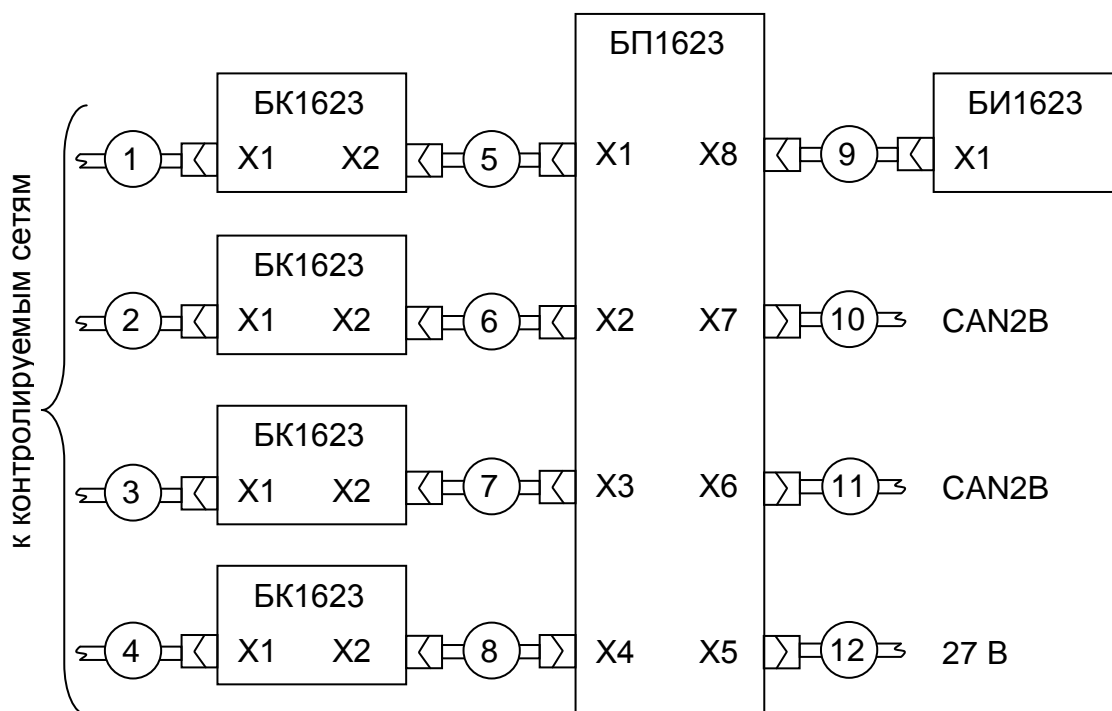 БП1623
БК1623
БИ1623
1
X1
X2
5
X1
X8
9
X1
БК1623
2
X1
X2
6
X2
X7
10
CAN2B
БК1623
3
X1
X2
7
X3
X6
11
CAN2B
БК1623
4
X1
X2
8
X4
X5
12
27 В
к контролируемым сетям